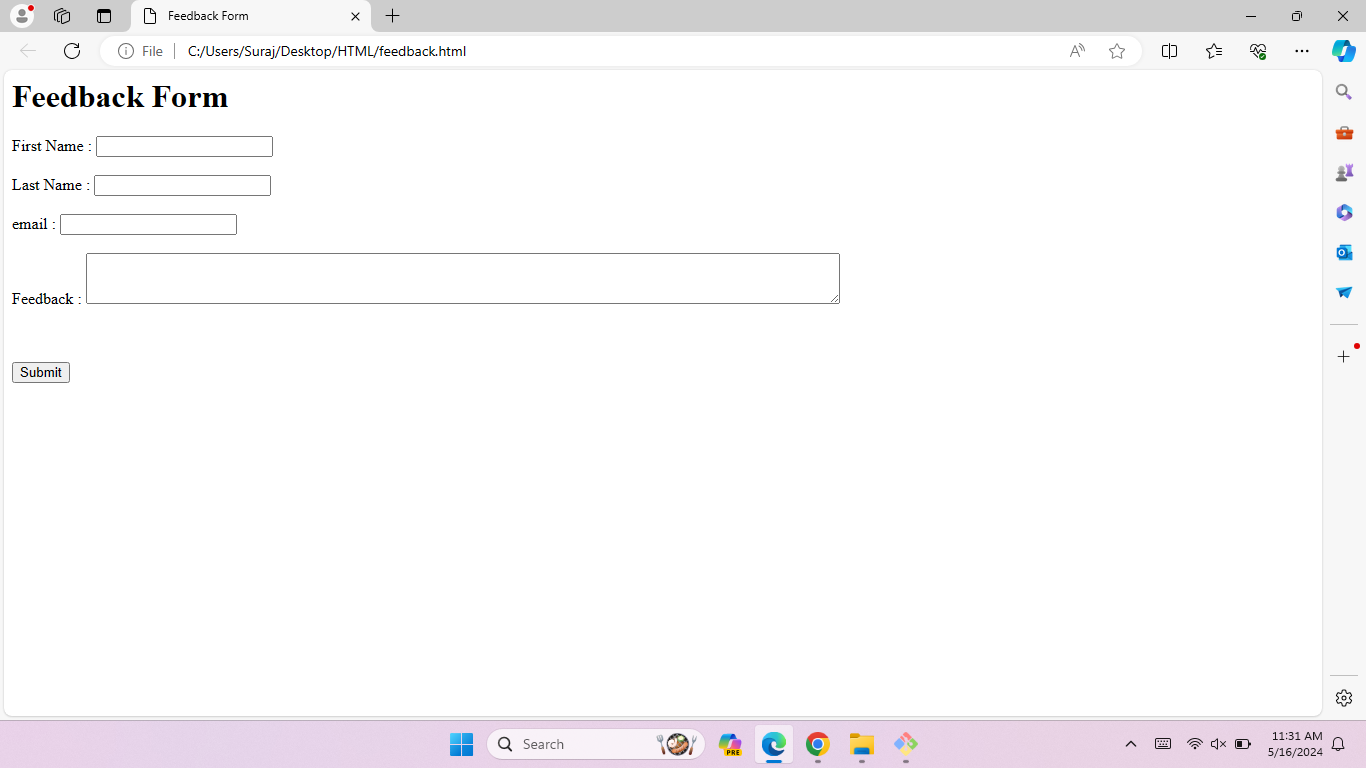 Feedback Form
File
C:/Users/Suraj/Desktop/HTML/feedback.html
Feedback Form
First Name :
Last Name :
email :
Feedback :
Submit
Search
PRE
11:31 AM
5/16/2024